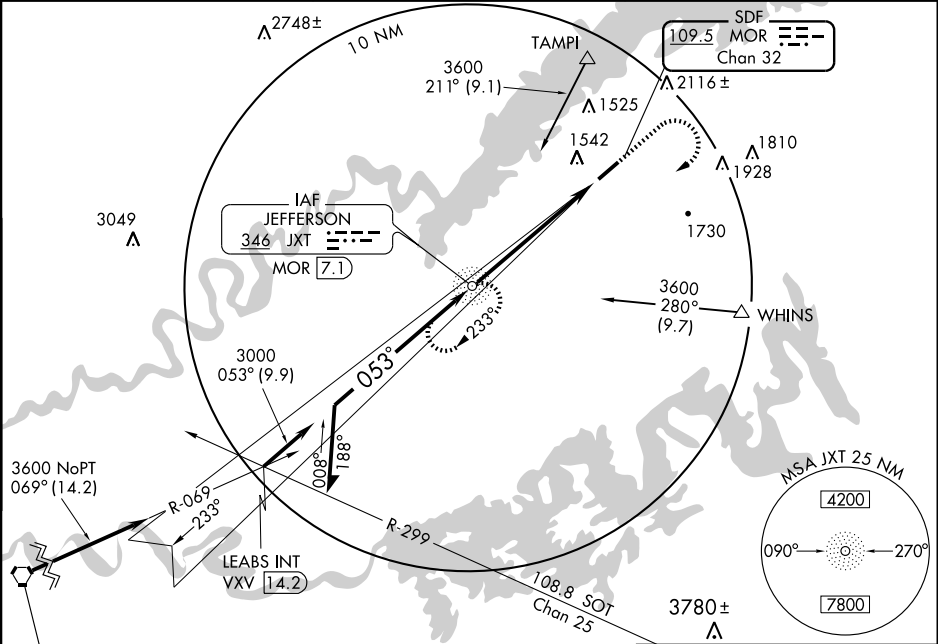 2748±
10 NM
TAMPI
SDF
109.5 MOR
Chan 32
3600
211° (9.1)
2116±
1525
1542
1810
1928
IAF
JEFFERSON
346 JXT
MOR 7.1
3049
1730
3600
280°
(9.7)
WHINS
233°
3000
053° (9.9)
053°
008°
188°
3600 NoPT
069° (14.2)
R-069
233°
MSA JXT 25 NM
4200
090°
270°
7800
R-299
LEABS INT
VXV 14.2
108.8 SOT
Chan 25
3780±